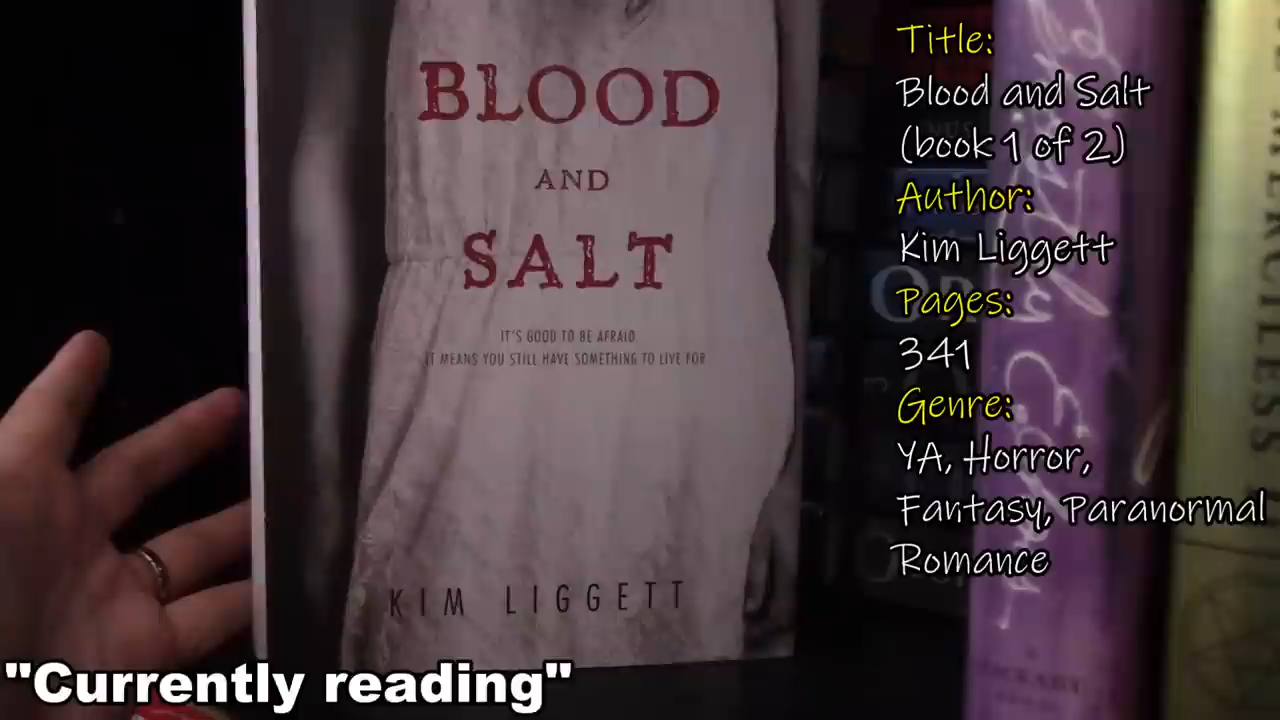 BLOOD
AND
SALT
IT'S GOOD TO BE AFRAID
IT MEANS YOU STILL HAVE SOMETHING TO LIVE FOR
KIM LIGGETT
Title:
Blood and Salt
(book 1 of 2)
Author:
Kim Liggett
Pages:
341
Genre:
YA, Horror,
Fantasy, Paranormal
Romance
MERCILESS
"Currently reading"